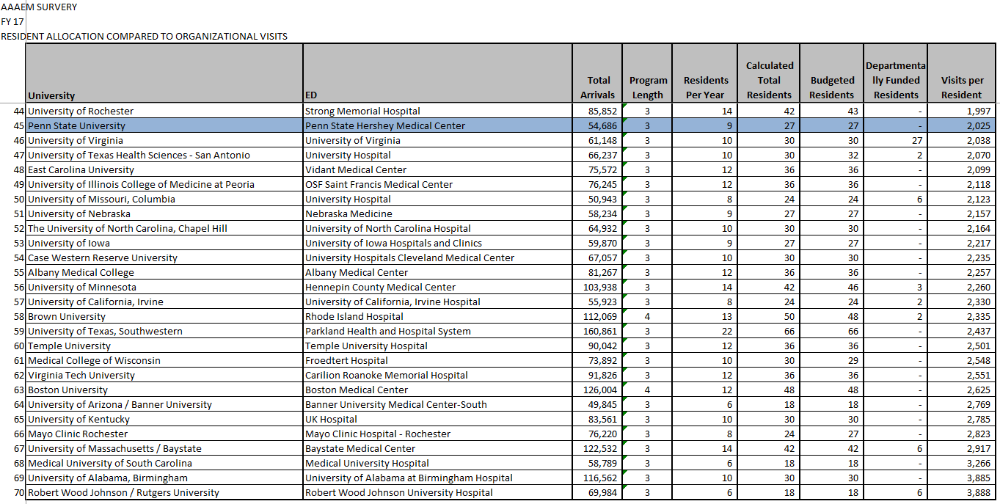 AAAEM SURVERY
FY 17
RESIDENT ALLOCATION COMPARED TO ORGANIZATIONAL VISITS
University ED Total Arrivals Program Length Residents Per Year Calculated Total Residents Budgeted Residents Departmenta lly Funded Residents Visits per Resident
44 University of Rochester Strong Memorial Hospital 85,852 3 14 42 43 - 1,997
45 Penn State University Penn State Hershey Medical Center 54,686 3 9 27 27 - 2,025
46 University of Virginia University of Virginia 61,148 3 10 30 30 27 2,038
47 University of Texas Health Sciences - San Antonio University Hospital 66,237 3 10 30 32 2 2,070
48 East Carolina University Vidant Medical Center 75,572 3 12 36 36 - 2,099
49 University of Illinois College of Medicine at Peoria OSF Saint Francis Medical Center 76,245 3 12 36 36 - 2,118
50 University of Missouri, Columbia University Hospital 50,943 3 8 24 24 6 2,123
51 University of Nebraska Nebraska Medicine 58,234 3 9 27 27 - 2,157
52 The University of North Carolina, Chapel Hill University of North Carolina Hospital 64,932 3 10 30 30 - 2,164
53 University of Iowa University of Iowa Hospitals and Clinics 59,870 3 9 27 27 - 2,217
54 Case Western Reserve University University Hospitals Cleveland Medical Center 67,057 3 10 30 30 - 2,235
55 Albany Medical College Albany Medical Center 81,267 3 12 36 36 - 2,257
56 University of Minnesota Hennepin County Medical Center 103,938 3 14 42 46 3 2,260
57 University of California, Irvine University of California, Irvine Hospital 55,923 3 8 24 24 2 2,330
58 Brown University Rhode Island Hospital 112,069 4 13 50 48 2 2,335
59 University of Texas, Southwestern Parkland Health and Hospital System 160,861 3 22 66 66 - 2,437
60 Temple University Temple University Hospital 90,042 3 12 36 36 - 2,501
61 Medical College of Wisconsin Froedtert Hospital 73,892 3 10 30 29 - 2,548
62 Virginia Tech University Carilion Roanoke Memorial Hospital 91,826 3 12 36 36 - 2,551
63 Boston University Boston Medical Center 126,004 4 12 48 48 - 2,625
64 University of Arizona / Banner University Banner University Medical Center-South 49,845 3 6 18 18 - 2,769
65 University of Kentucky UK Hospital 83,561 3 10 30 30 - 2,785
66 Mayo Clinic Rochester Mayo Clinic Hospital - Rochester 76,220 3 8 24 27 - 2,823
67 University of Massachusetts / Baystate Baystate Medical Center 122,532 3 14 42 42 6 2,917
68 Medical University of South Carolina Medical University Hospital 58,789 3 6 18 18 - 3,266
69 University of Alabama, Birmingham University of Alabama at Birmingham Hospital 116,562 3 10 30 30 - 3,885
70 Robert Wood Johnson / Rutgers University Robert Wood Johnson University Hospital 69,984 3 6 18 18 6 3,888